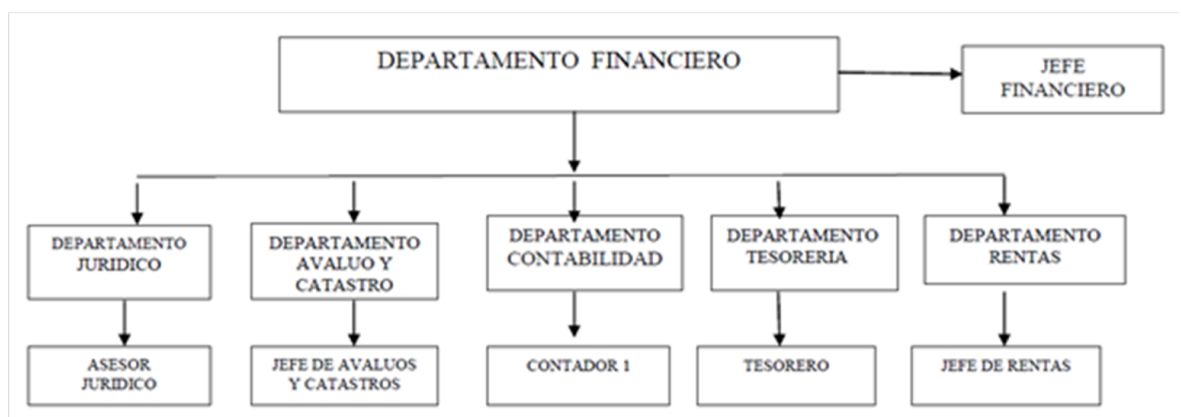 DEPARTAMENTO FINANCIERO
JEFE
FINANCIERO
DEPARTAMENTO
JURIDICO
DEPARTAMENTO
AVALUO Y
CATASTRO
DEPARTAMENTO
CONTABILIDAD
DEPARTAMENTO
TESORERIA
DEPARTAMENTO
RENTAS
ASESOR
JURIDICO
JEFE DE AVALUOS
Y CATASTROS
CONTADOR 1
TESORERO
JEFE DE RENTAS